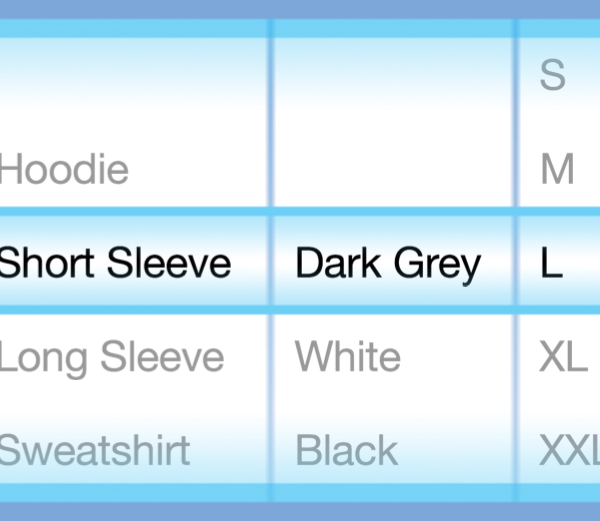 S
Hoodie M
Short Sleeve Dark Grey L
Long Sleeve White XL
Sweatshirt Black XXL